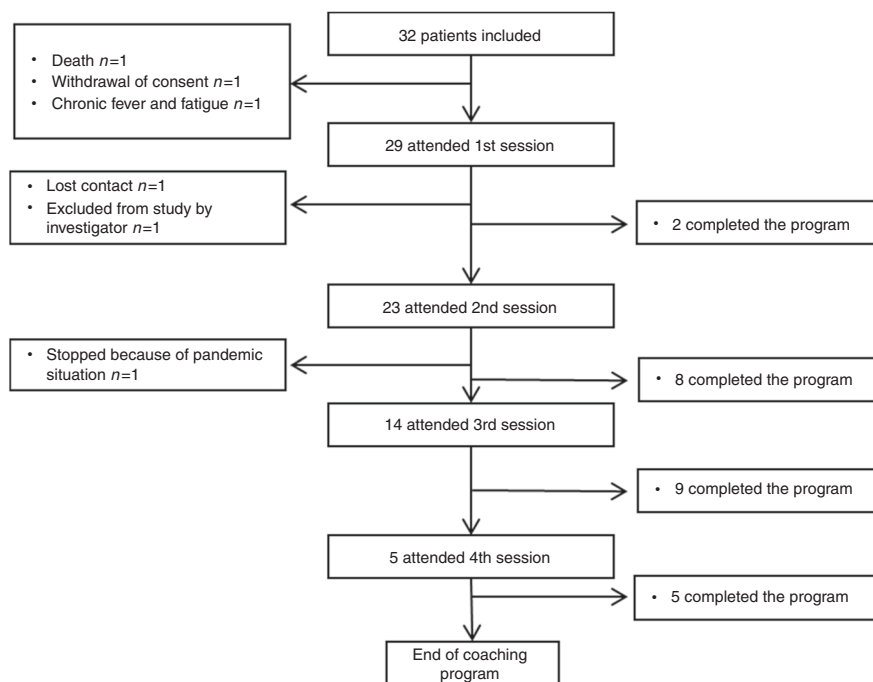 32 patients included
• Death n=1
• Withdrawal of consent n=1
• Chronic fever and fatigue n=1
29 attended 1st session
• Lost contact n=1
• Excluded from study by
investigator n=1
• 2 completed the program
23 attended 2nd session
• Stopped because of pandemic
situation n=1
• 8 completed the program
14 attended 3rd session
• 9 completed the program
5 attended 4th session
• 5 completed the program
End of coaching
program